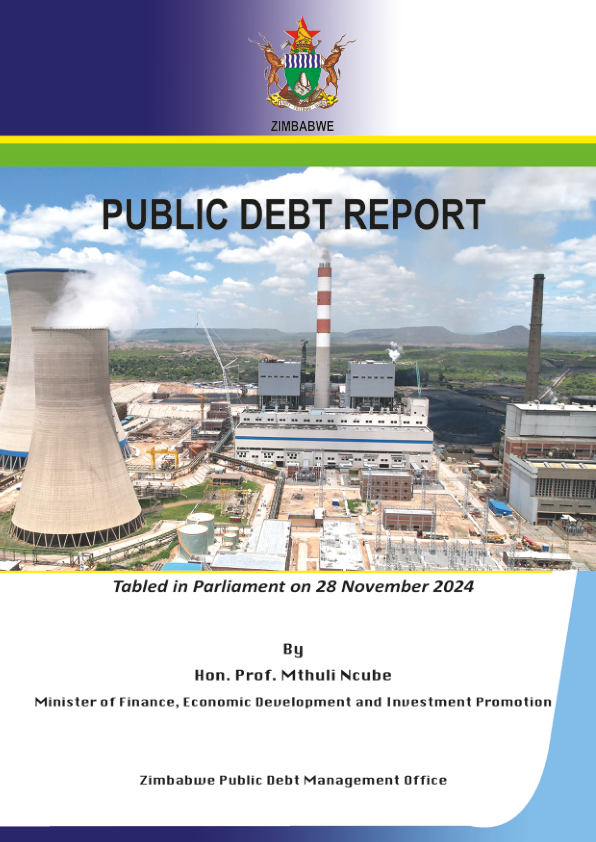 ZIMBABWE
PUBLIC DEBT REPORT
Tabled in Parliament on 28 November 2024
By
Hon. Prof. Mthuli Ncube
Minister of Finance, Economic Development and Investment Promotion
Zimbabwe Public Debt Management Office